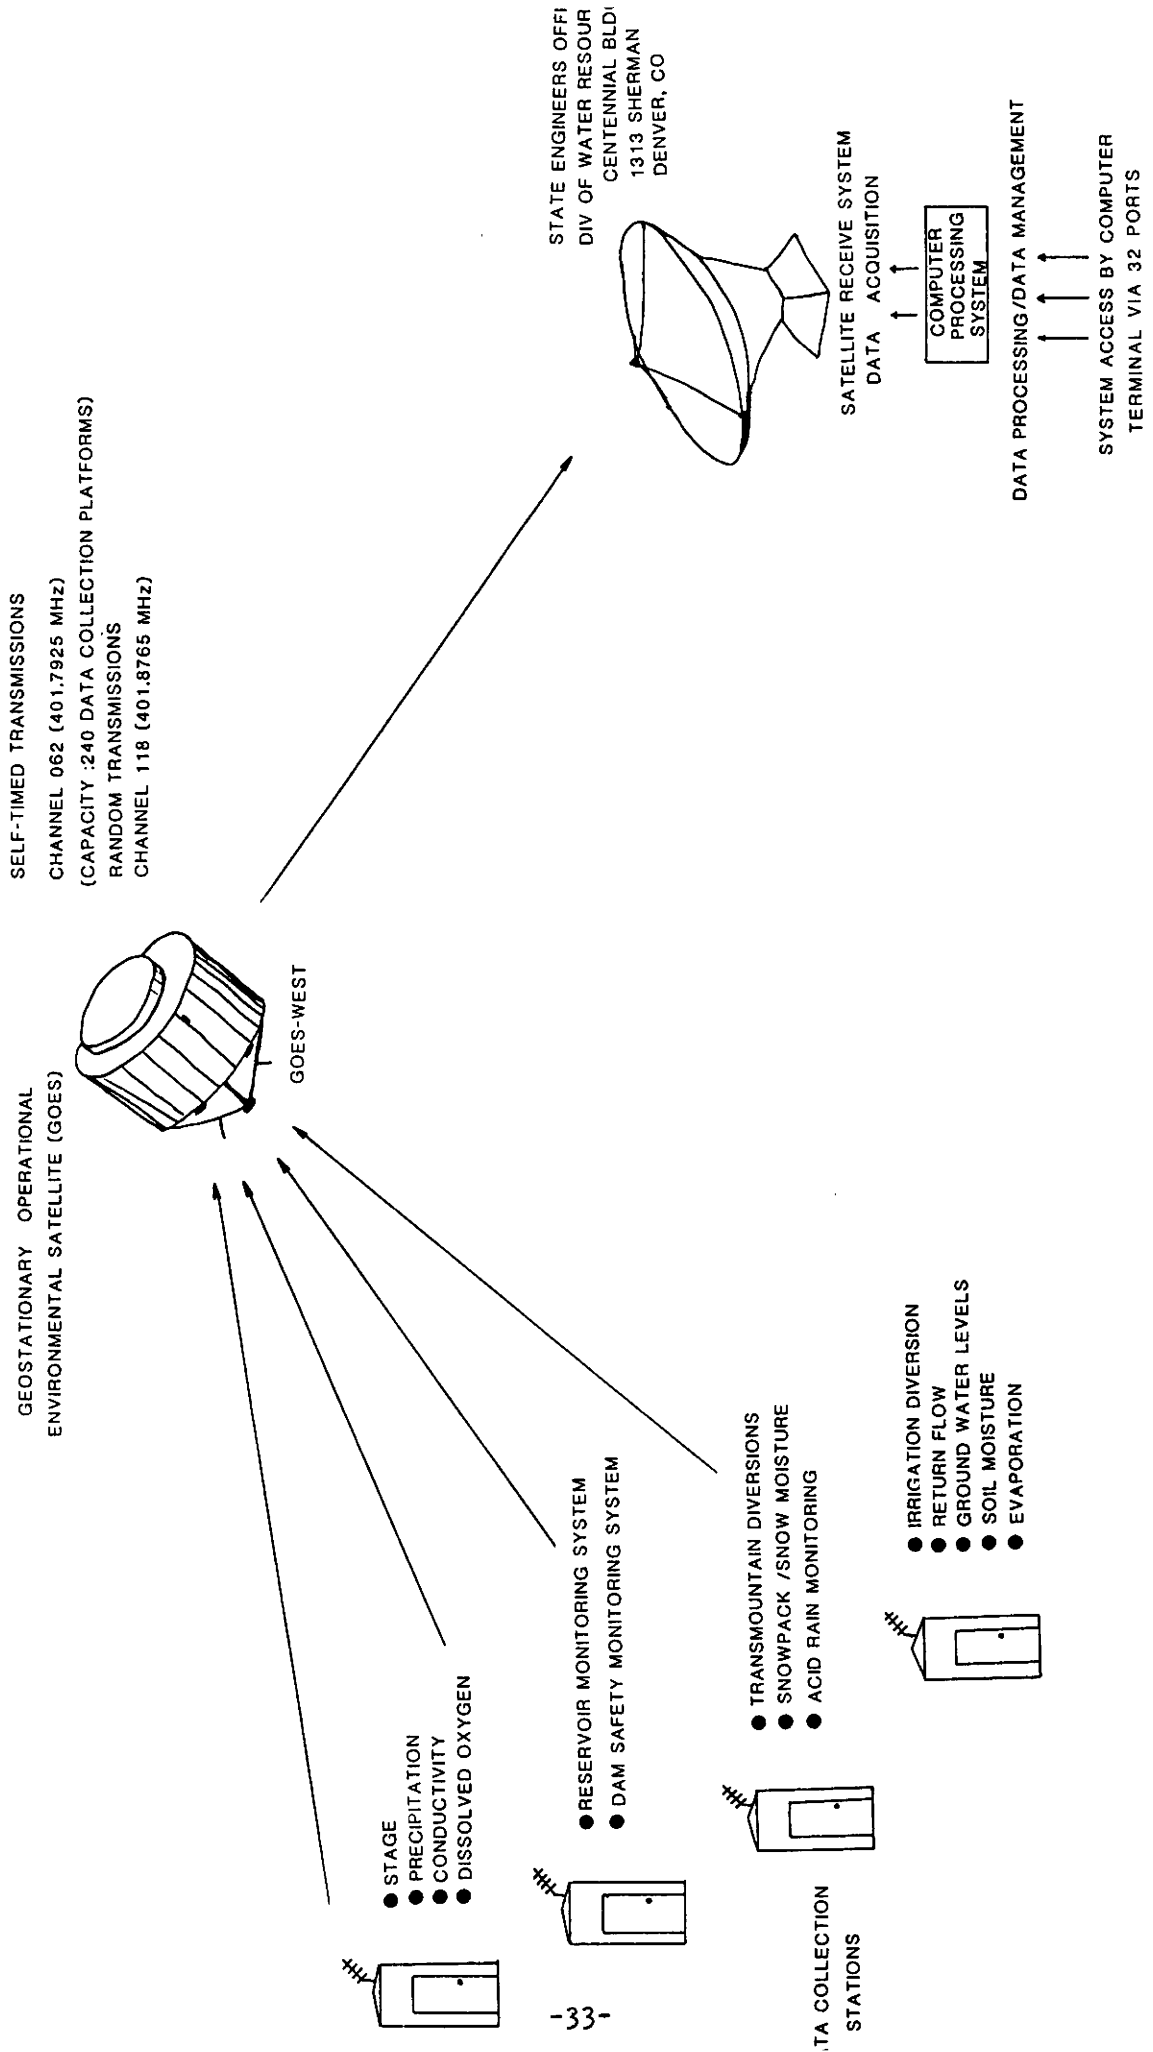 GEOSTATIONARY OPERATIONAL
ENVIRONMENTAL SATELLITE (GOES)
SELF-TIMED TRANSMISSIONS
CHANNEL 062 (401.7925 MHz)
(CAPACITY :240 DATA COLLECTION PLATFORMS)
RANDOM TRANSMISSIONS
CHANNEL 118 (401.8765 MHz)
GOES-WEST
● STAGE
● PRECIPITATION
● CONDUCTIVITY
● DISSOLVED OXYGEN
● RESERVOIR MONITORING SYSTEM
● DAM SAFETY MONITORING SYSTEM
● TRANSMOUNTAIN DIVERSIONS
● SNOWPACK /SNOW MOISTURE
● ACID RAIN MONITORING
● IRRIGATION DIVERSION
● RETURN FLOW
● GROUND WATER LEVELS
● SOIL MOISTURE
● EVAPORATION
TA COLLECTION
STATIONS
STATE ENGINEERS OFFI
DIV OF WATER RESOUR
CENTENNIAL BLD
1313 SHERMAN
DENVER, CO
SATELLITE RECEIVE SYSTEM
DATA ACQUISITION
COMPUTER
PROCESSING
SYSTEM
DATA PROCESSING/DATA MANAGEMENT
SYSTEM ACCESS BY COMPUTER
TERMINAL VIA 32 PORTS
-33-